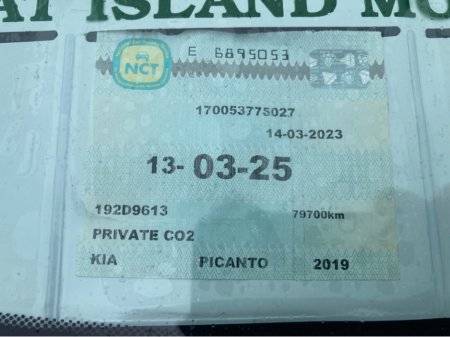 AT ISLAND MO
E 6895053
NCT
170053775027
14-03-2023
13-03-25
192D9613 79700km
PRIVATE CO2
KIA PICANTO 2019